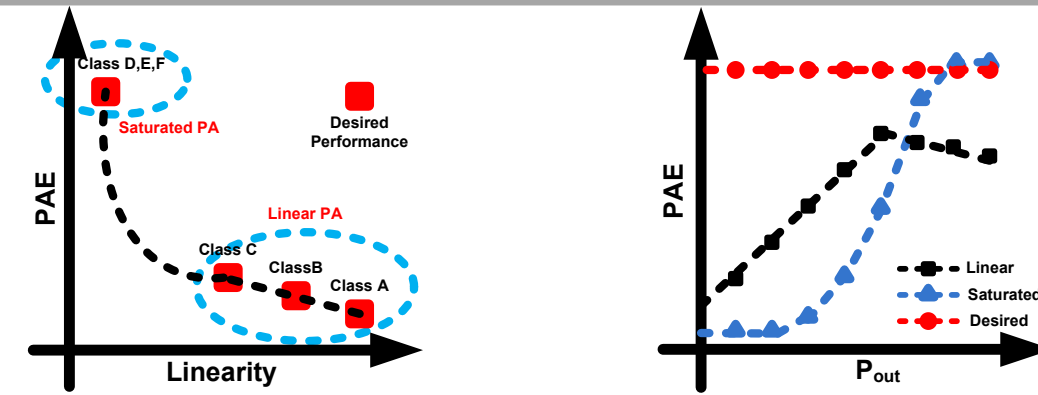 Class D,E,F
Saturated PA
Desired
Performance
PAE
Linear PA
Class C
ClassB
Class A
Linearity
PAE
Linear
Saturated
Desired
Pout